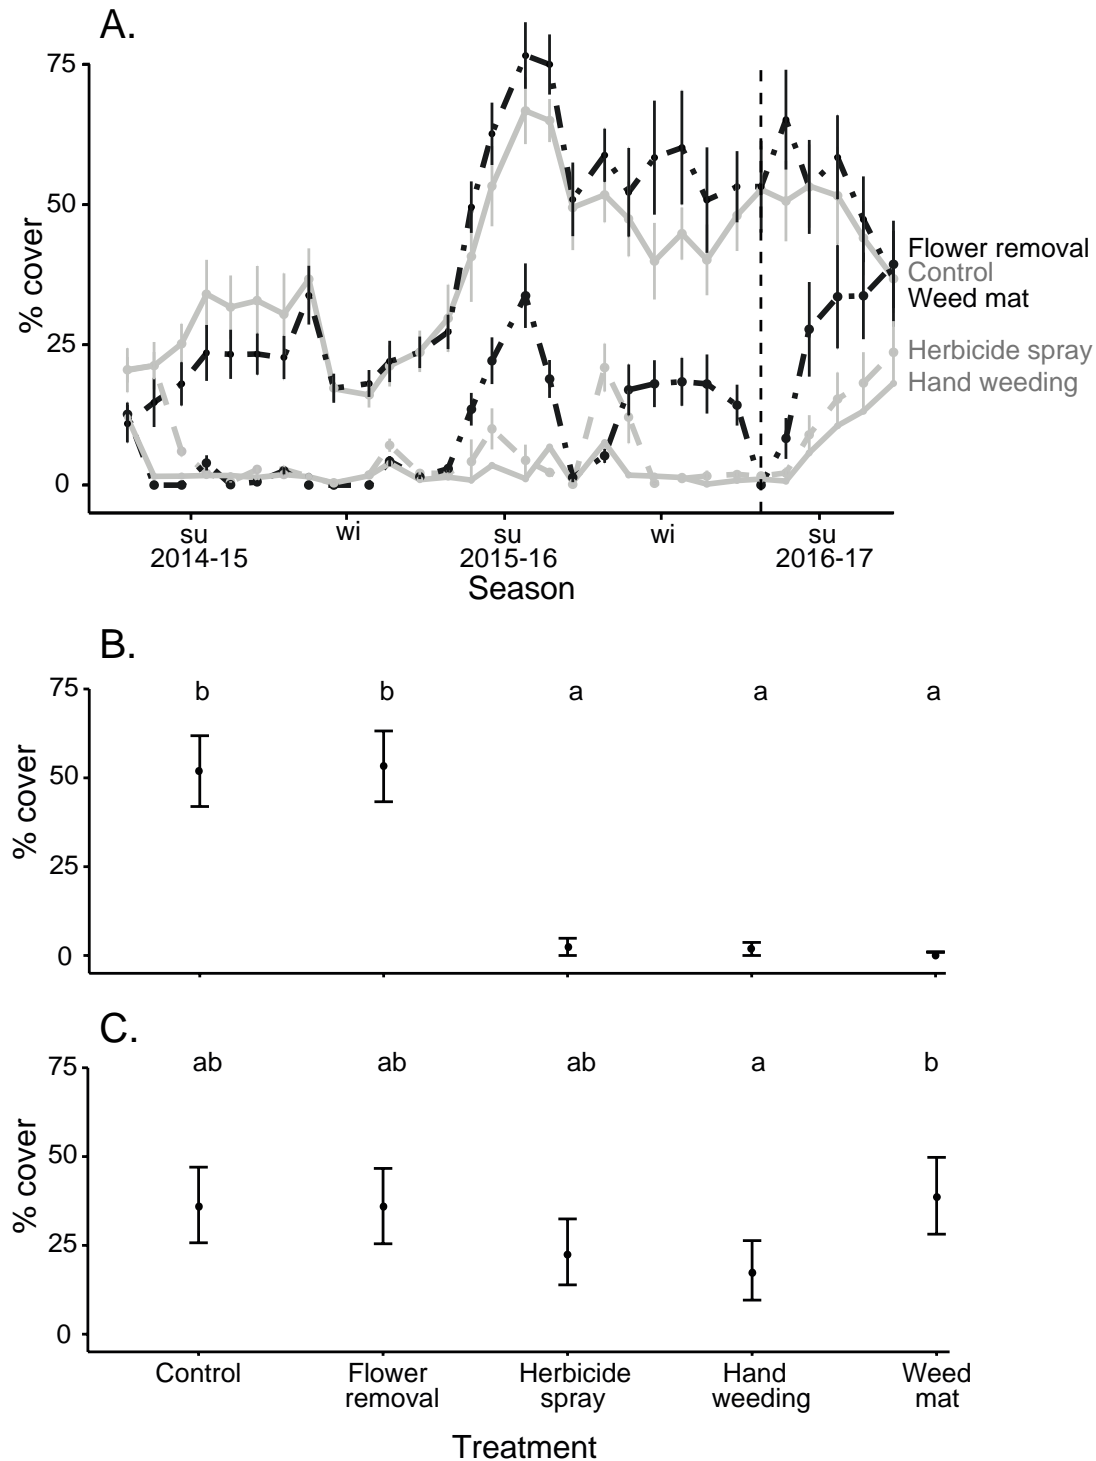 A.
75
50
25
0
% cover
Flower removal
Control
Weed mat
Herbicide spray
Hand weeding
su wi su wi su
2014-15 2015-16 2016-17
Season
B.
75
50
25
0
% cover
b b a a a
C.
75
50
25
0
% cover
ab ab ab a b
Control Flower Herbicide Hand Weed
removal spray weeding mat
Treatment